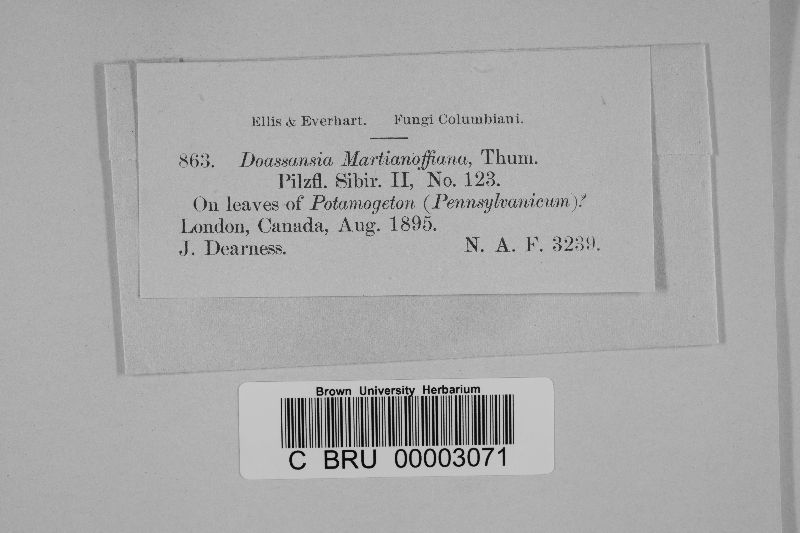 Ellis & Everhart. Fungi Columbiani.
863. Doassansia Martianoffiana, Thum.
Pilzfl. Sibir. II, No. 123.
On leaves of Potamogeton (Pennsylvanicum)?
London, Canada, Aug. 1895.
J. Dearness. N. A. F. 3239.
Brown University Herbarium
C BRU 00003071